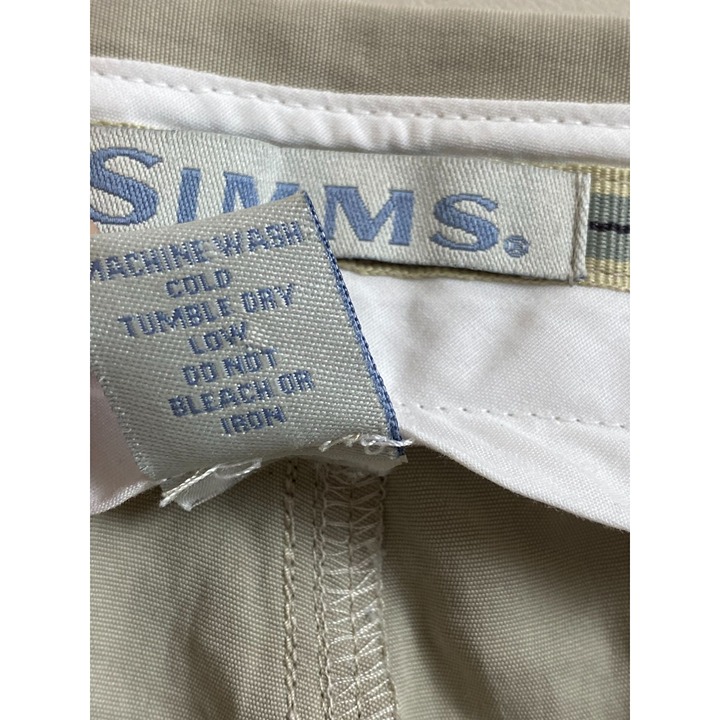 SIMMS.®
MACHINE WASH
COLD
TUMBLE DRY
LOW
DO NOT
BLEACH OR
IRON